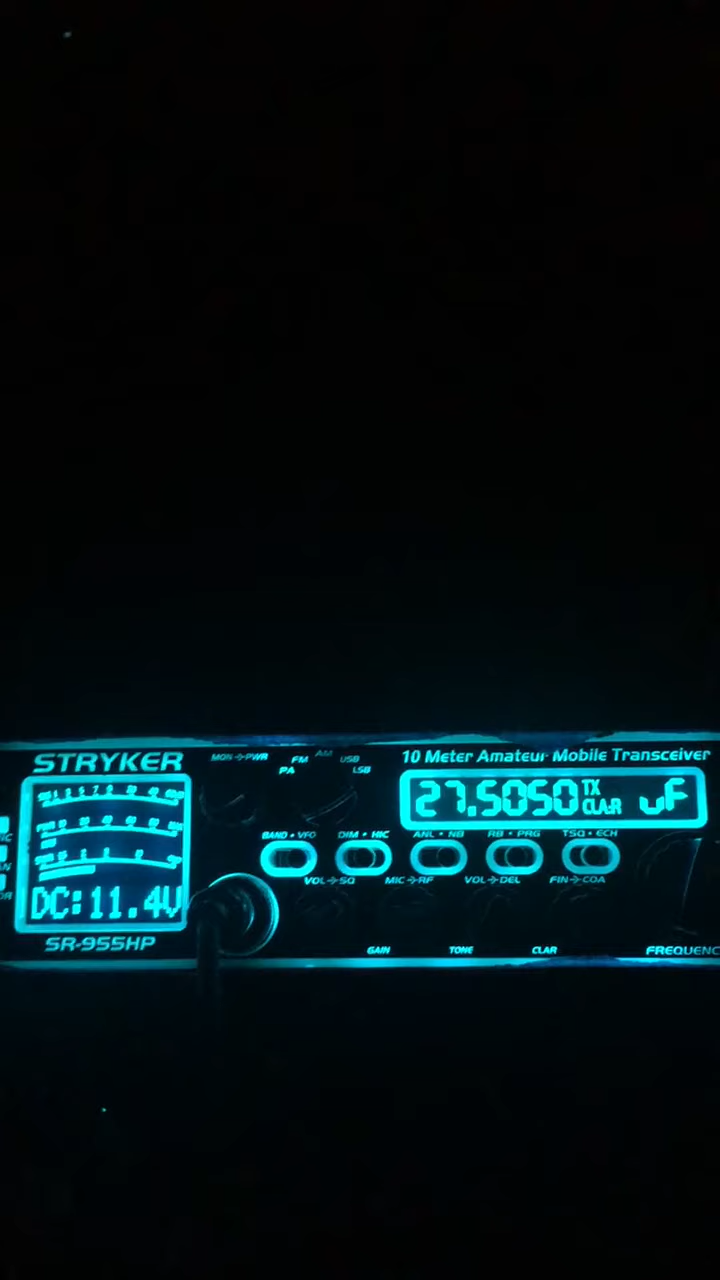 STRYKER
10 Meter Amateur Mobile Transceiver
MON→PWR
PA FM AM USB LSB
27.5050 TX CLAR uF
BAND • VFO
DIM • HIC
ANL • NB
RB • PRG
TSQ • ECH
VOL→SQ
MIC→RF
VOL→DEL
FIN→COA
DC:11.4V
SR-955HP
GAIN
TONE
CLAR
FREQUENC